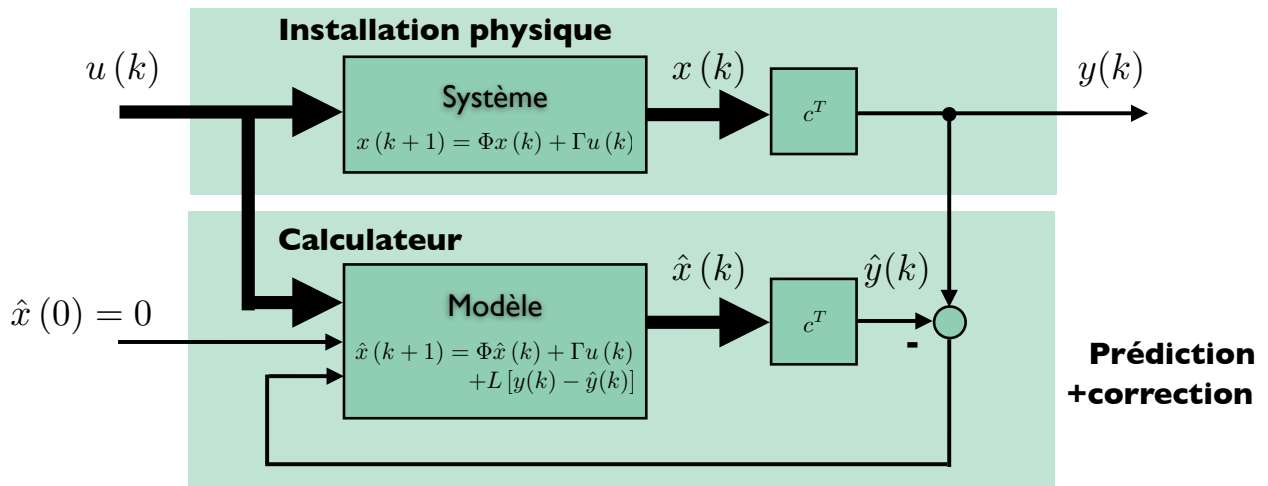 Installation physique
u (k)
Système
x (k + 1) = Φx (k) + Γu (k)
x (k)
c^T
y(k)
Calculateur
x̂ (0) = 0
Modèle
x̂ (k + 1) = Φx̂ (k) + Γu (k)
+L [y(k) − ŷ(k)]
x̂ (k)
c^T
ŷ(k)
-
Prédiction
+correction